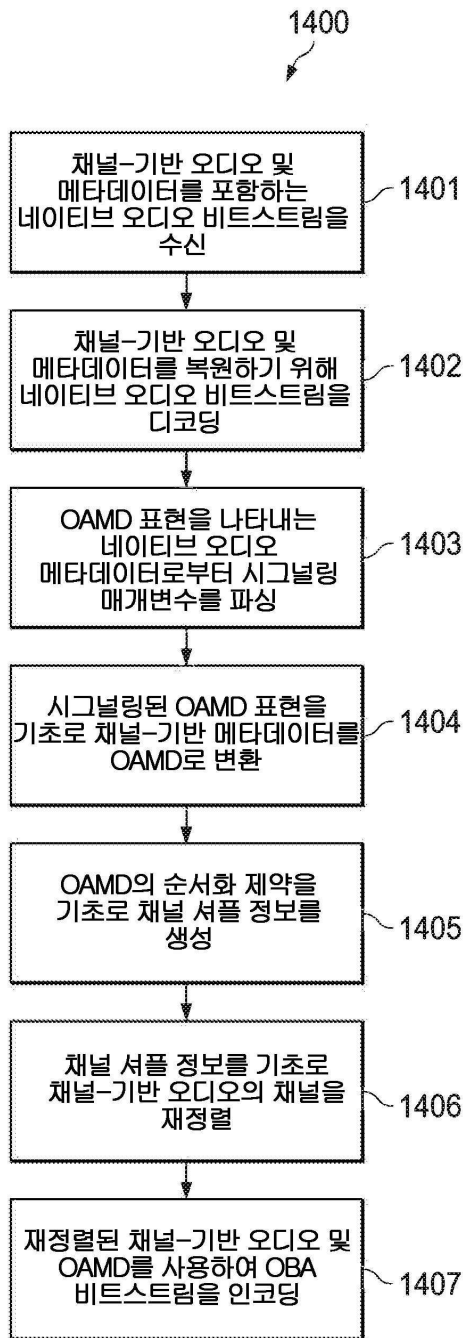 1400
채널-기반 오디오 및
메타데이터를 포함하는
네이티브 오디오 비트스트림을
수신
1401
채널-기반 오디오 및
메타데이터를 복원하기 위해
네이티브 오디오 비트스트림을
디코딩
1402
OAMD 표현을 나타내는
네이티브 오디오
메타데이터로부터 시그널링
매개변수를 파싱
1403
시그널링된 OAMD 표현을
기초로 채널-기반 메타데이터를
OAMD로 변환
1404
OAMD의 순서화 제약을
기초로 채널 셔플 정보를
생성
1405
채널 셔플 정보를 기초로
채널-기반 오디오의 채널을
재정렬
1406
재정렬된 채널-기반 오디오 및
OAMD를 사용하여 OBA
비트스트림을 인코딩
1407